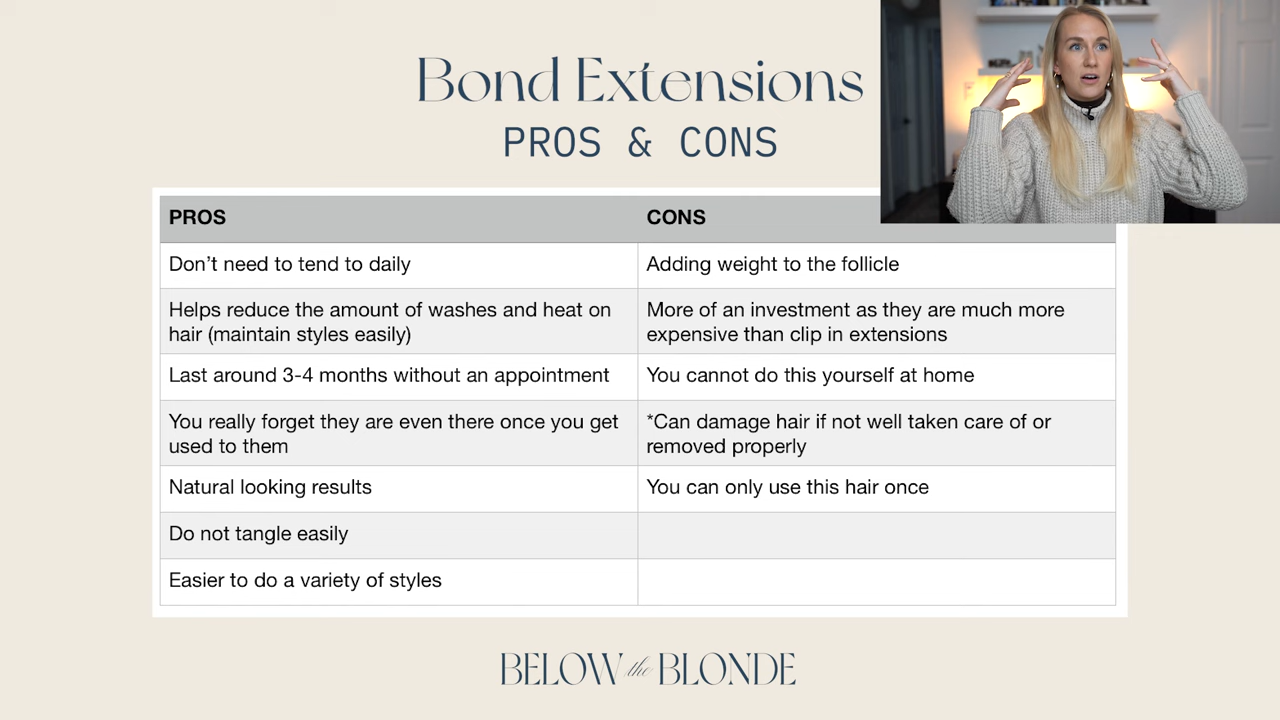 Bond Extensions
PROS & CONS
PROS
CONS
Don’t need to tend to daily
Adding weight to the follicle
Helps reduce the amount of washes and heat on
hair (maintain styles easily)
More of an investment as they are much more
expensive than clip in extensions
Last around 3-4 months without an appointment
You cannot do this yourself at home
You really forget they are even there once you get
used to them
*Can damage hair if not well taken care of or
removed properly
Natural looking results
You can only use this hair once
Do not tangle easily
Easier to do a variety of styles
BELOW the BLONDE